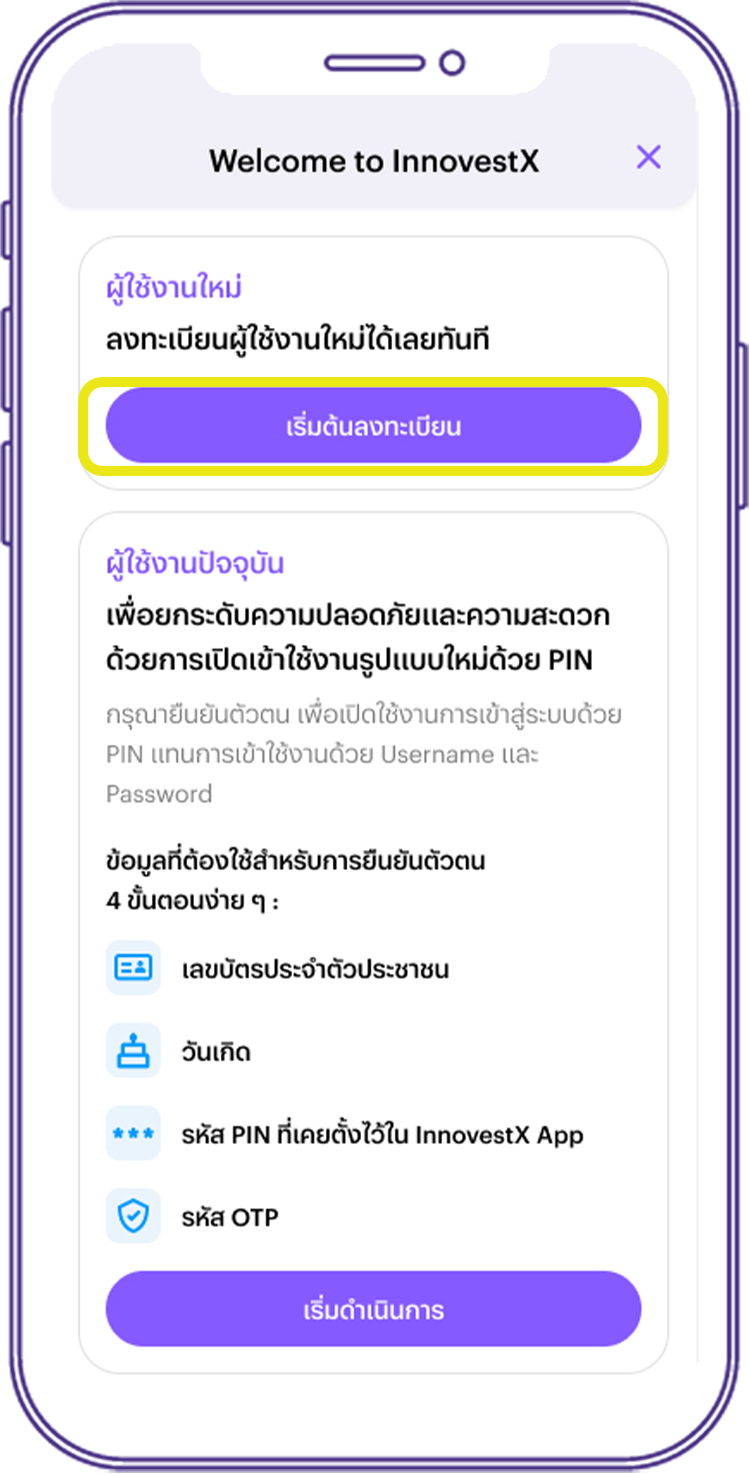 Welcome to InnovestX
ผู้ใช้งานใหม่
ลงทะเบียนผู้ใช้งานใหม่ได้เลยทันที
เริ่มต้นลงทะเบียน
ผู้ใช้งานปัจจุบัน
เพื่อยกระดับความปลอดภัยและความสะดวก
ด้วยการเปิดเข้าใช้งานรูปแบบใหม่ด้วย PIN
กรุณายืนยันตัวตน เพื่อเปิดใช้งานการเข้าสู่ระบบด้วย
PIN แทนการเข้าใช้งานด้วย Username และ
Password
ข้อมูลที่ต้องใช้สำหรับการยืนยันตัวตน
4 ขั้นตอนง่าย ๆ :
เลขบัตรประจำตัวประชาชน
วันเกิด
รหัส PIN ที่เคยตั้งไว้ใน InnovestX App
รหัส OTP
เริ่มดำเนินการ